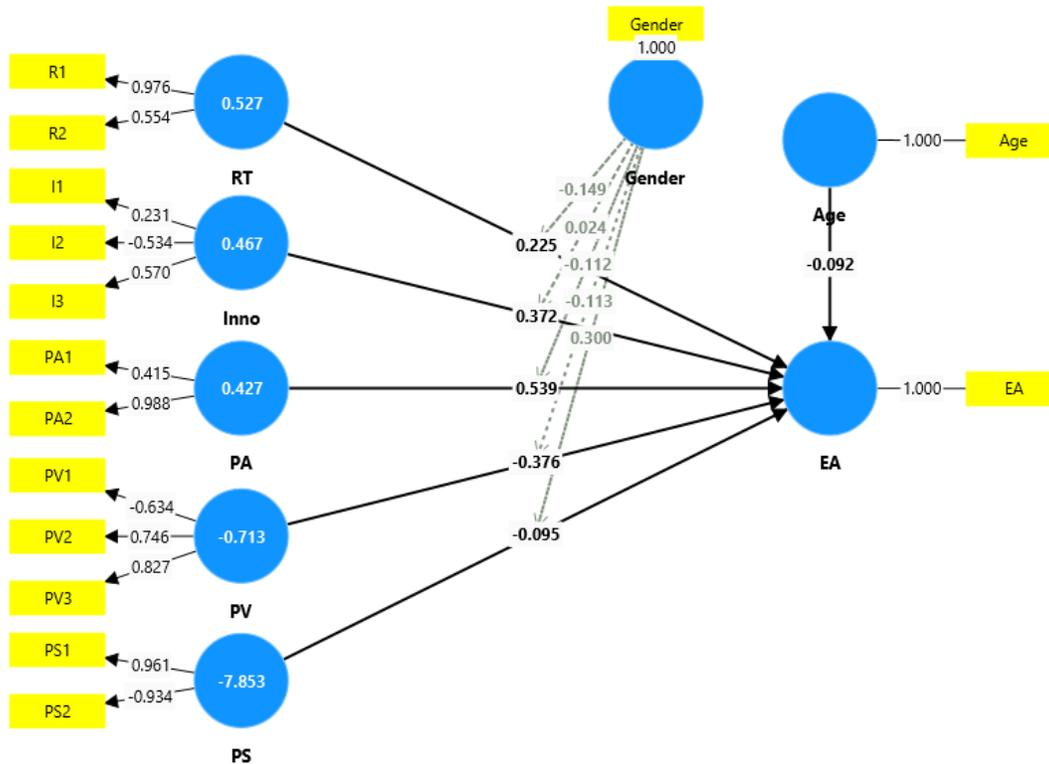 Gender
1.000
Gender
R1
0.976
R2
0.554
0.527
RT
I1
0.231
I2
-0.534
I3
0.570
0.467
Inno
PA1
0.415
PA2
0.988
0.427
PA
PV1
-0.634
PV2
0.746
PV3
0.827
-0.713
PV
PS1
0.961
PS2
-0.934
-7.853
PS
-0.149
0.024
-0.112
-0.113
0.300
0.225
0.372
0.539
-0.376
-0.095
1.000
Age
Age
-0.092
1.000
EA
EA